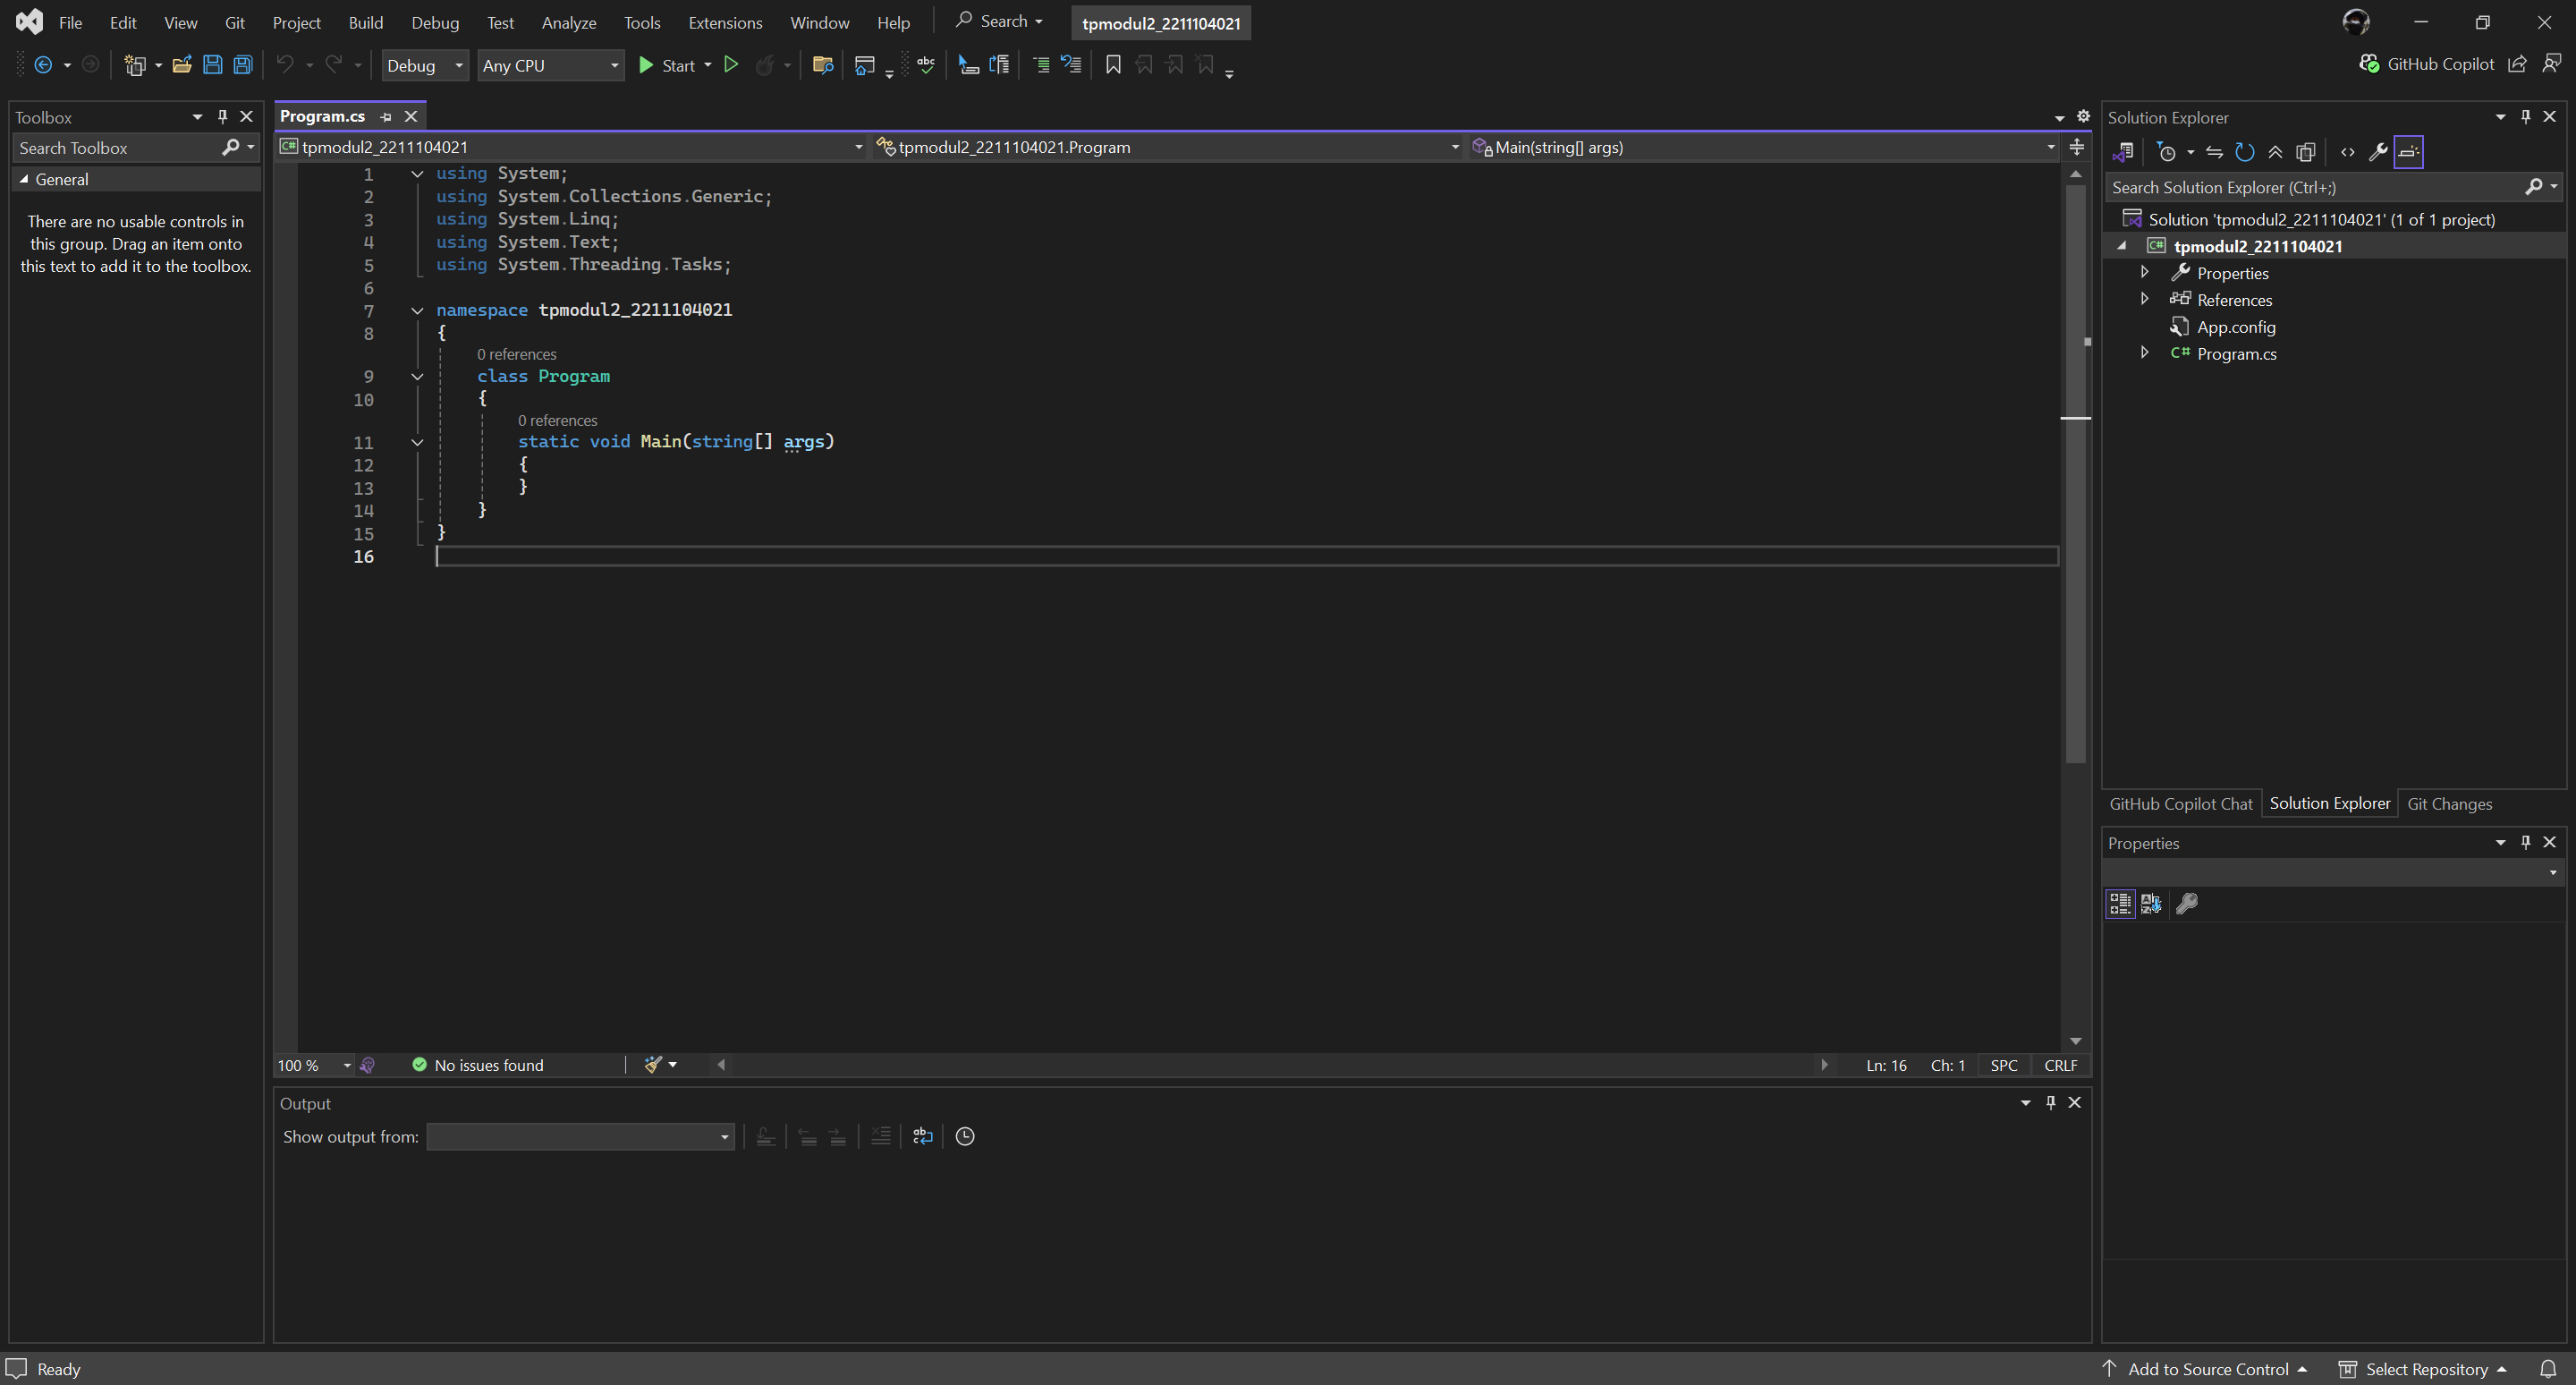 File Edit View Git Project Build Debug Test Analyze Tools Extensions Window Help Search tpmodul2_2211104021
Debug Any CPU Start GitHub Copilot
Toolbox
Search Toolbox
General
There are no usable controls in
this group. Drag an item onto
this text to add it to the toolbox.
Program.cs
tpmodul2_2211104021 tpmodul2_2211104021.Program Main(string[] args)
1 using System;
2 using System.Collections.Generic;
3 using System.Linq;
4 using System.Text;
5 using System.Threading.Tasks;
6
7 namespace tpmodul2_2211104021
8 {
0 references
9 class Program
10 {
0 references
11 static void Main(string[] args)
12 {
13 }
14 }
15 }
16
100 % No issues found Ln: 16 Ch: 1 SPC CRLF
Output
Show output from:
Solution Explorer
Search Solution Explorer (Ctrl+;)
Solution 'tpmodul2_2211104021' (1 of 1 project)
C# tpmodul2_2211104021
Properties
References
App.config
C# Program.cs
GitHub Copilot Chat Solution Explorer Git Changes
Properties
Ready Add to Source Control Select Repository